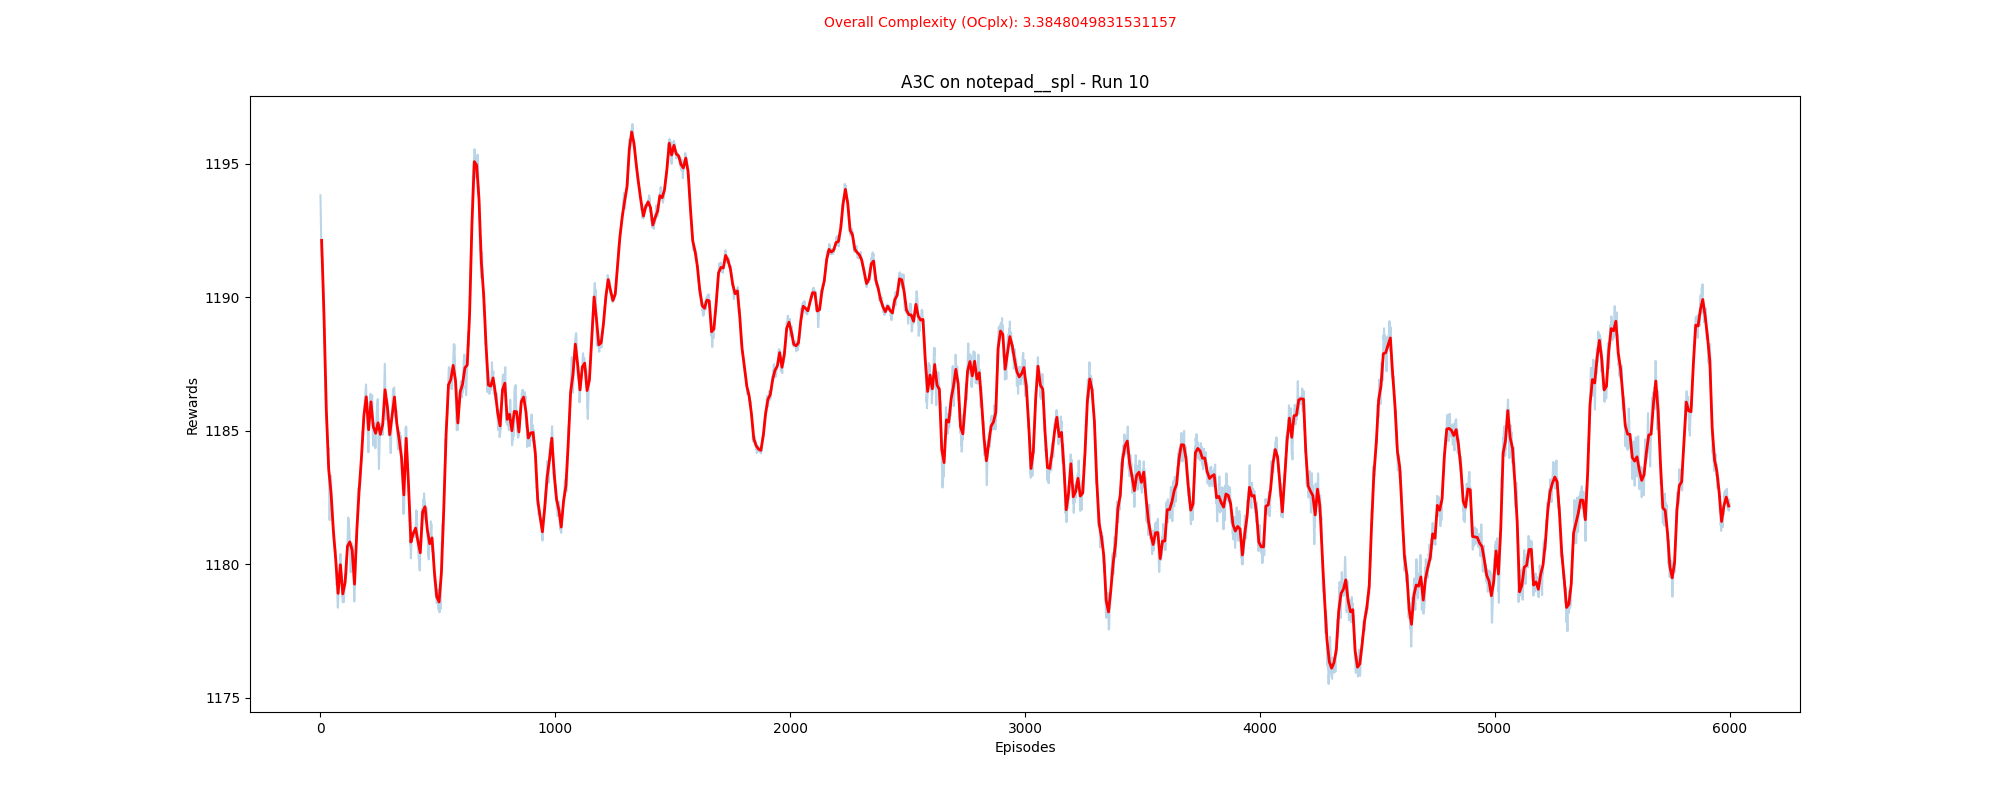 Overall Complexity (OCplx): 3.3848049831531157
A3C on notepad__spl - Run 10
1195
1190
1185
1180
1175
Rewards
0 1000 2000 3000 4000 5000 6000
Episodes